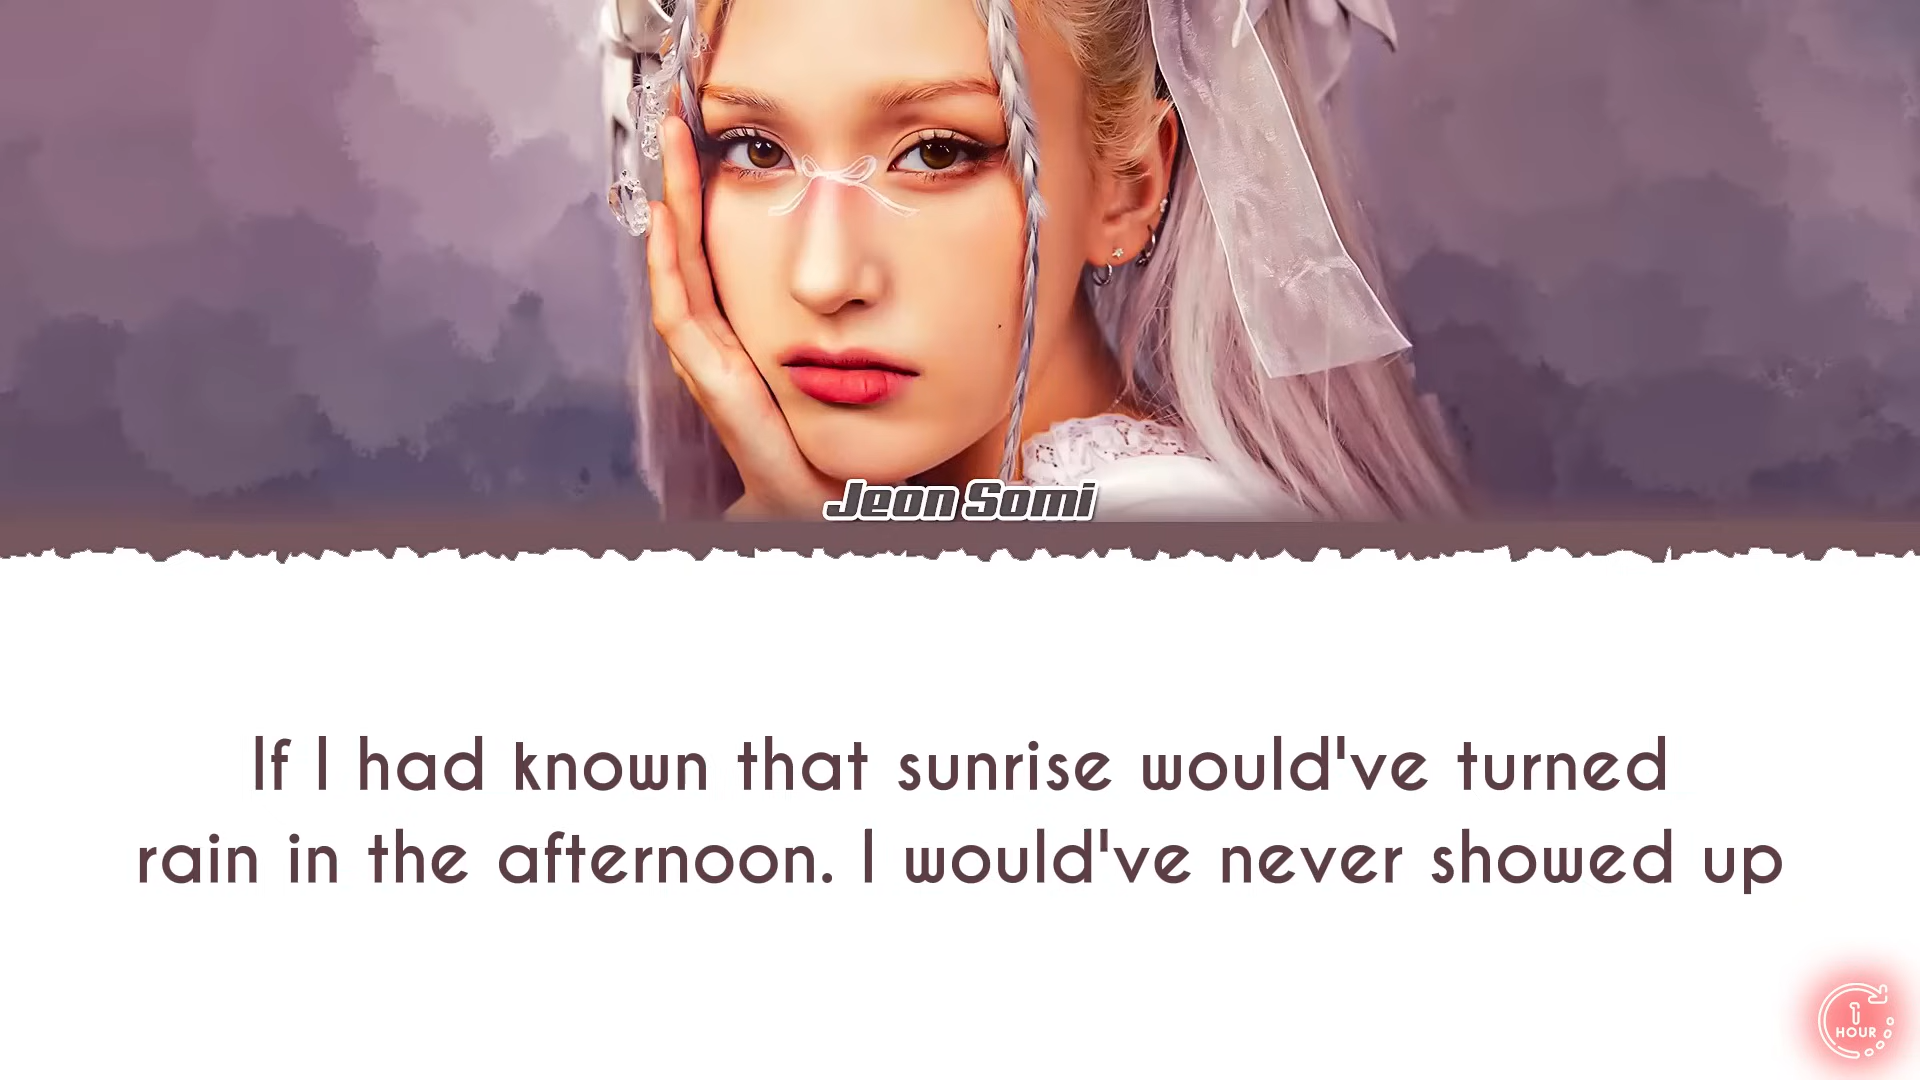 Jeon Somi
If I had known that sunrise would've turned
rain in the afternoon. I would've never showed up
1
HOUR